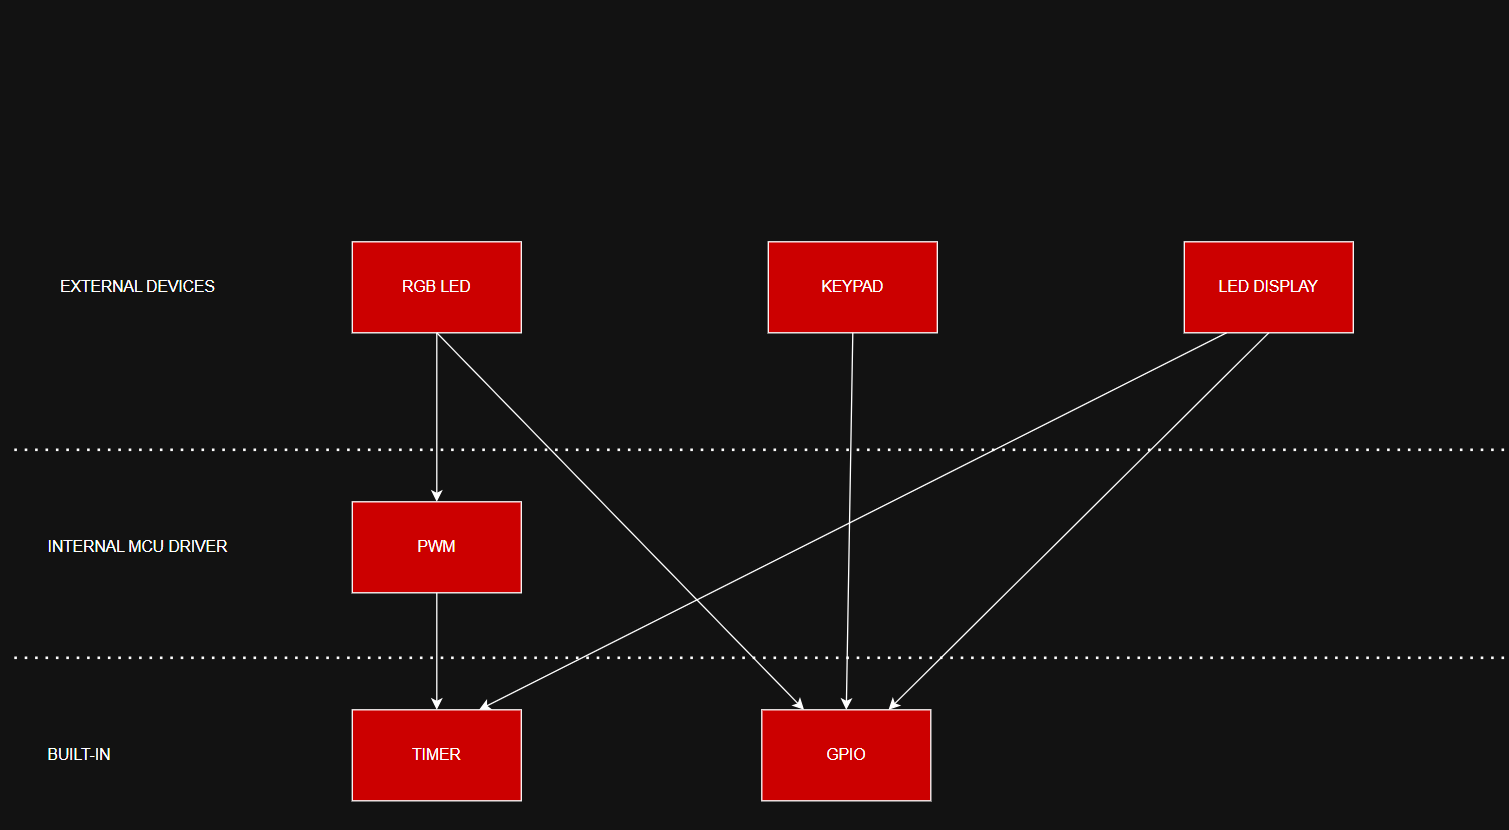 EXTERNAL DEVICES
RGB LED
KEYPAD
LED DISPLAY
INTERNAL MCU DRIVER
PWM
BUILT-IN
TIMER
GPIO